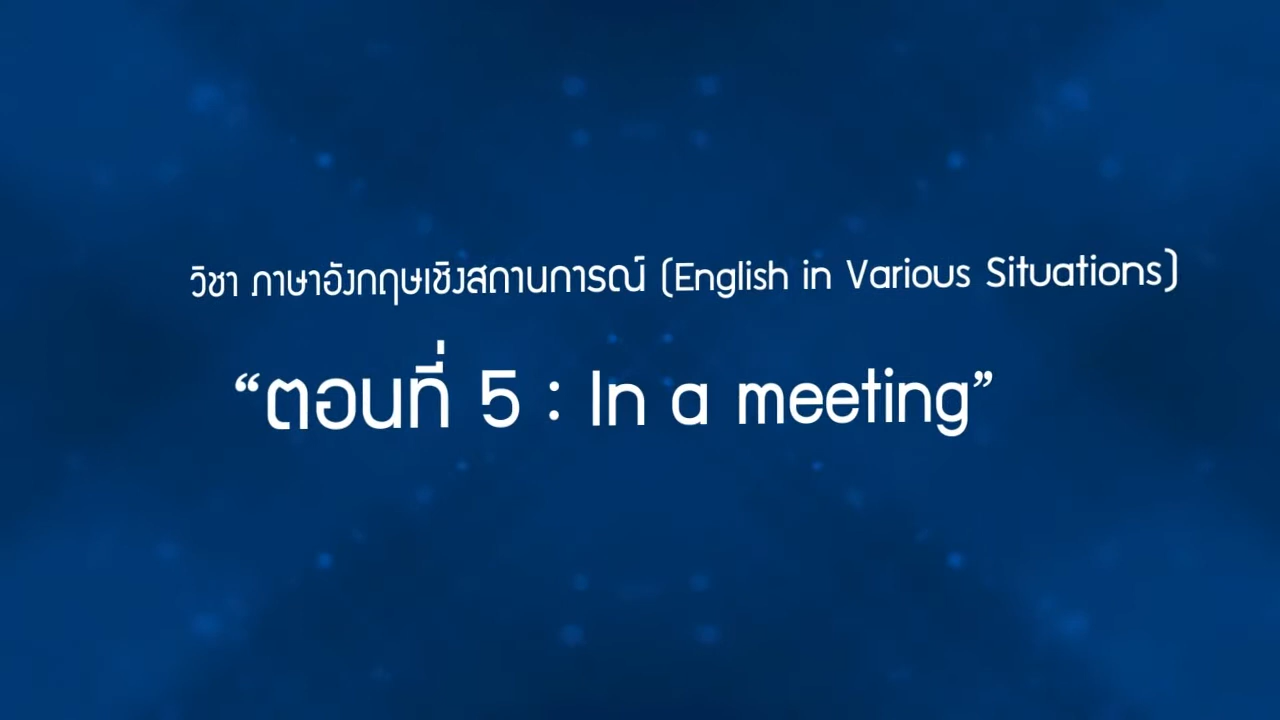 วิชา ภาษาอังกฤษเชิงสถานการณ์ (English in Various Situations)
“ตอนที่ 5 : In a meeting”